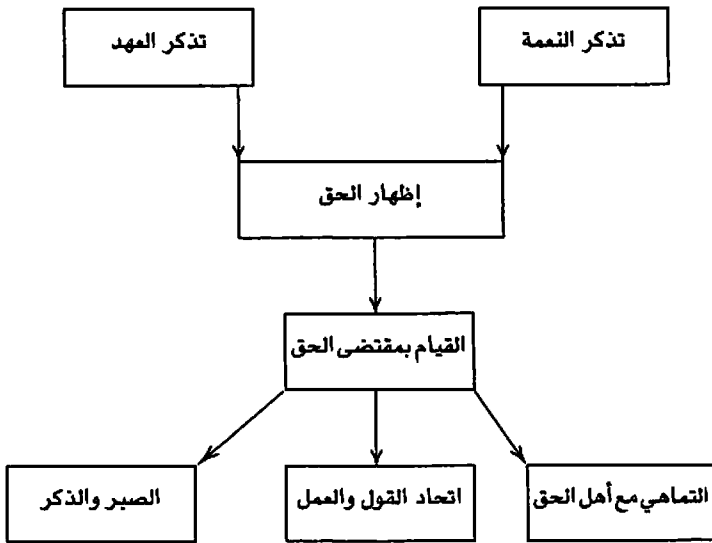 تذكر النعمة
تذكر العهد
إظهار الحق
القيام بمقتضى الحق
التماهي مع أهل الحق
اتحاد القول والعمل
الصبر والذكر